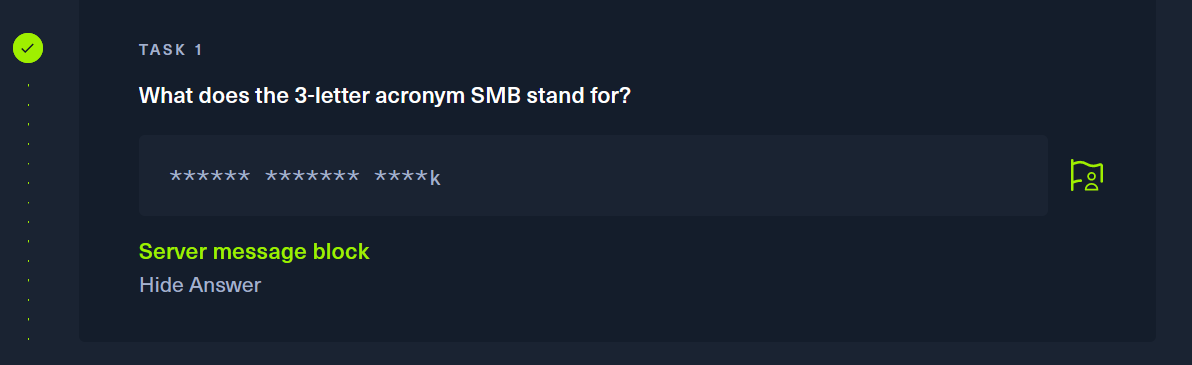 TASK 1
What does the 3-letter acronym SMB stand for?
****** ******* ****k
Server message block
Hide Answer